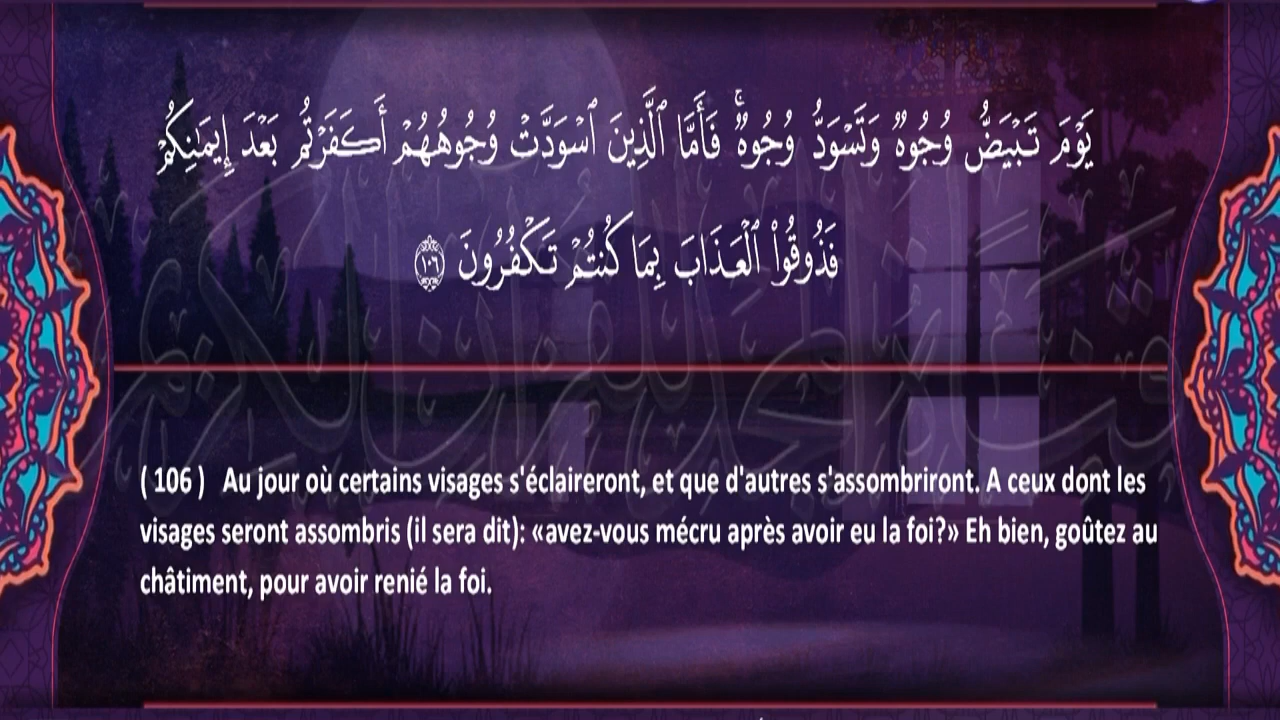 يَوْمَ تَبْيَضُّ وُجُوهٌ وَتَسْوَدُّ وُجُوهٌۚ فَأَمَّا ٱلَّذِينَ ٱسْوَدَّتْ وُجُوهُهُمْ أَكَفَرْتُم بَعْدَ إِيمَٰنِكُمْ
فَذُوقُوا۟ ٱلْعَذَابَ بِمَا كُنتُمْ تَكْفُرُونَ ١٠٦
( 106 ) Au jour où certains visages s'éclaireront, et que d'autres s'assombriront. A ceux dont les
visages seront assombris (il sera dit): «avez-vous mécru après avoir eu la foi?» Eh bien, goûtez au
châtiment, pour avoir renié la foi.